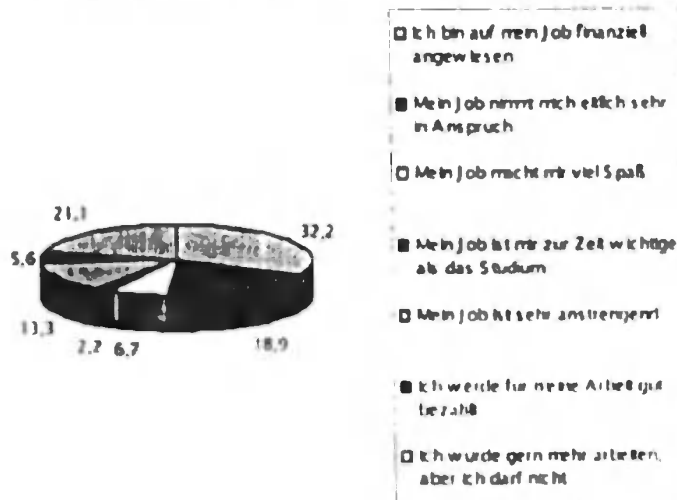 21,1
32,2
5,6
13,3
2,2
6,7
18,9
Ich bin auf mein Job finanziell
angewiesen
Mein Job nimmt mich sehr
in Anspruch
Mein Job macht mir viel Spaß
Mein Job ist mir zur Zeit wichtige
als das Studium
Mein Job ist sehr anstrengend
Ich werde für meine Arbeit gut
bezahlt
Ich würde gern mehr arbeiten,
aber ich darf nicht